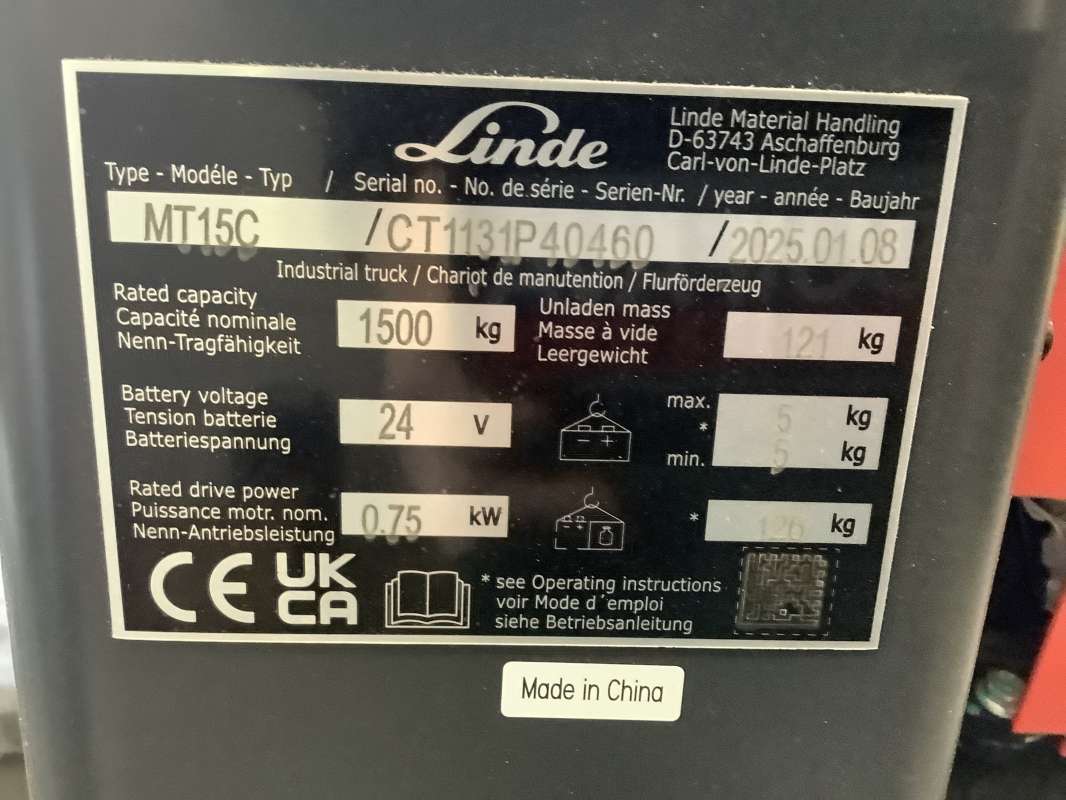 Linde
Linde Material Handling
D-63743 Aschaffenburg
Carl-von-Linde-Platz
Type - Modéle - Typ / Serial no. - No. de série - Serien-Nr. / year - année - Baujahr
MT15C / CT1131P40460 / 2025.01.08
Industrial truck / Chariot de manutention / Flurförderzeug
Rated capacity
Capacité nominale
Nenn-Tragfähigkeit
1500 kg
Unladen mass
Masse à vide
Leergewicht
121 kg
Battery voltage
Tension batterie
Batteriespannung
24 V
- +
max. 5 kg
*
min. 5 kg
Rated drive power
Puissance motr. nom.
Nenn-Antriebsleistung
0.75 kW
* 126 kg
CE
UK
CA
* see Operating instructions
voir Mode d´emploi
siehe Betriebsanleitung
Made in China